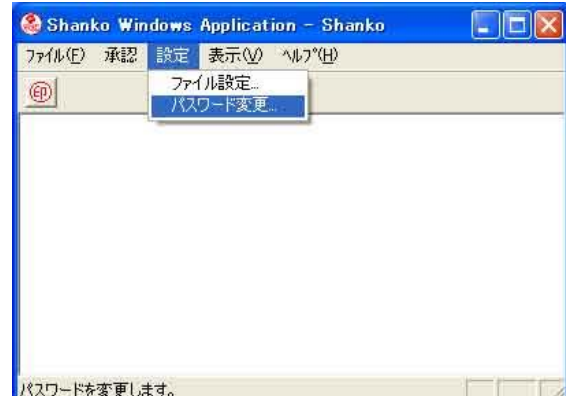 Shanko Windows Application - Shanko
ファイル(F) 承認 設定 表示(V) ヘルプ(H)
印
ファイル設定...
パスワード変更...
パスワードを変更します。